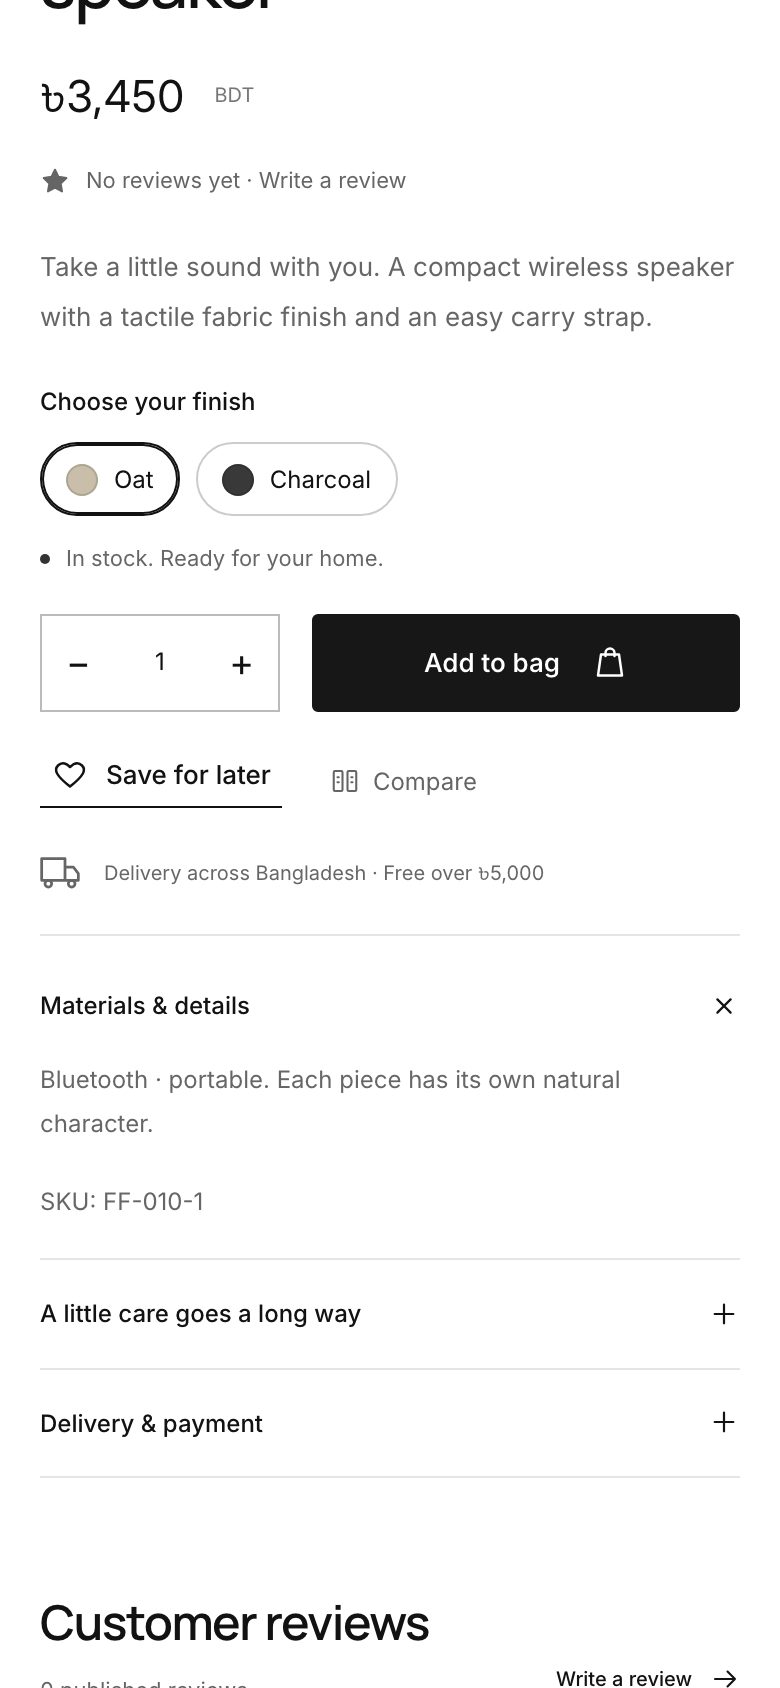 speaker
৳3,450 BDT
No reviews yet · Write a review
Take a little sound with you. A compact wireless speaker
with a tactile fabric finish and an easy carry strap.
Choose your finish
Oat Charcoal
In stock. Ready for your home.
− 1 + Add to bag
Save for later Compare
Delivery across Bangladesh · Free over ৳5,000
Materials & details
Bluetooth · portable. Each piece has its own natural
character.
SKU: FF-010-1
A little care goes a long way
Delivery & payment
Customer reviews
0 published reviews
Write a review